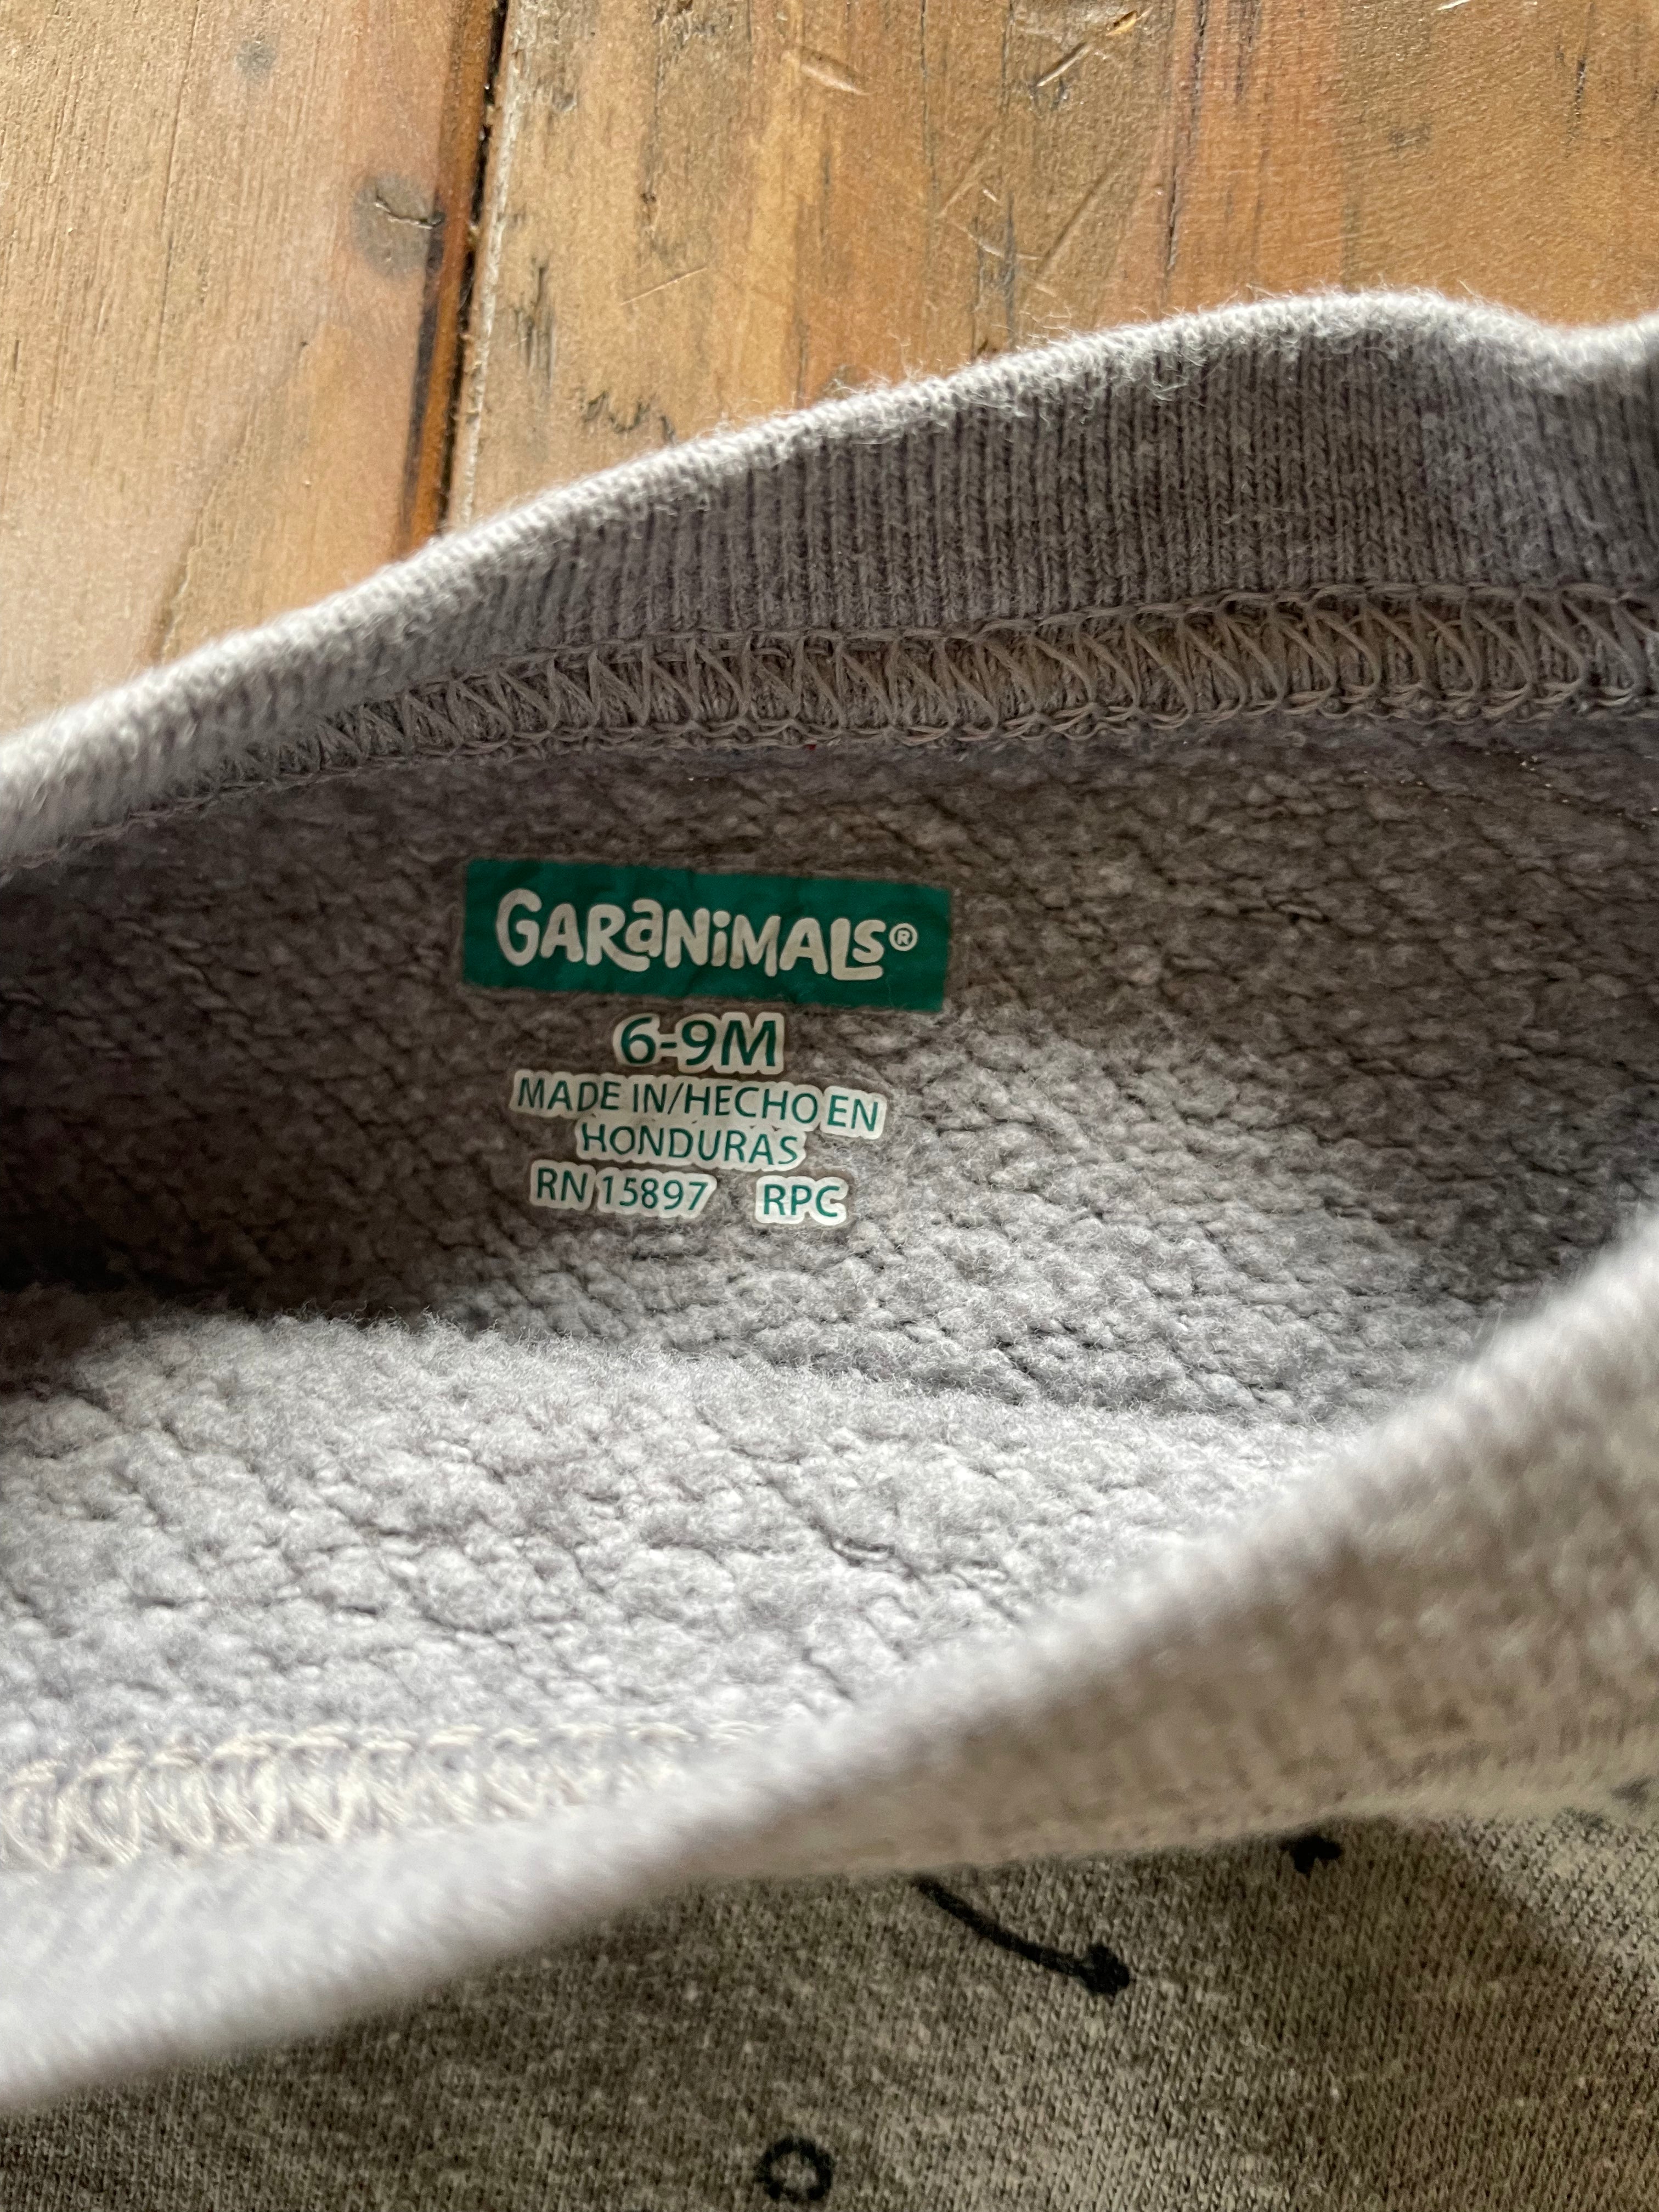 GARaNiMALs®
6-9M
MADE IN/HECHO EN
HONDURAS
RN 15897 RPC